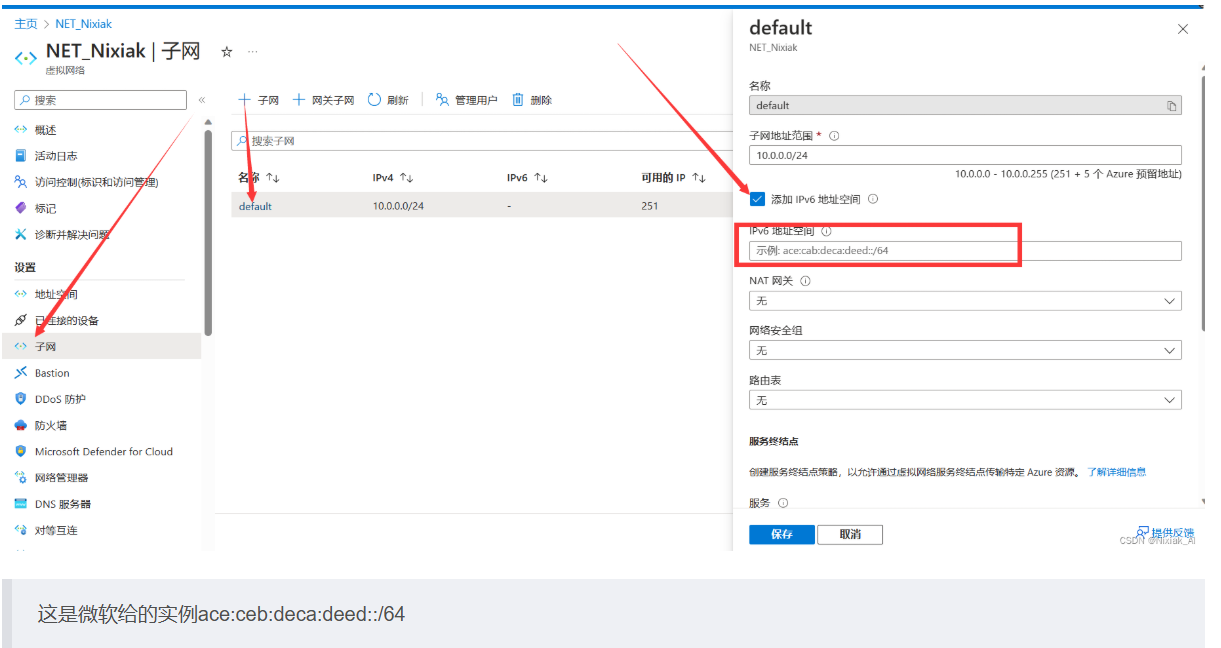 主页 > NET_Nixiak
NET_Nixiak | 子网 ☆ ···
虚拟网络
搜索 «
概述
活动日志
访问控制(标识和访问管理)
标记
诊断并解决问题
设置
地址空间
已连接的设备
子网
Bastion
DDoS 防护
防火墙
Microsoft Defender for Cloud
网络管理器
DNS 服务器
对等互连
+ 子网 + 网关子网 刷新 管理用户 删除
搜索子网
名称 ↑↓ IPv4 ↑↓ IPv6 ↑↓ 可用的 IP ↑↓
default 10.0.0.0/24 - 251
default
NET_Nixiak
名称
default
子网地址范围 *
10.0.0.0/24
10.0.0.0 - 10.0.0.255 (251 + 5 个 Azure 预留地址)
添加 IPv6 地址空间
IPv6 地址空间
示例: ace:cab:deca:deed::/64
NAT 网关
无
网络安全组
无
路由表
无
服务终结点
创建服务终结点策略，以允许通过虚拟网络服务终结点传输特定 Azure 资源。 了解详细信息
服务
保存 取消
提供反馈
CSDN @Nixiak_AI
这是微软给的实例ace:ceb:deca:deed::/64